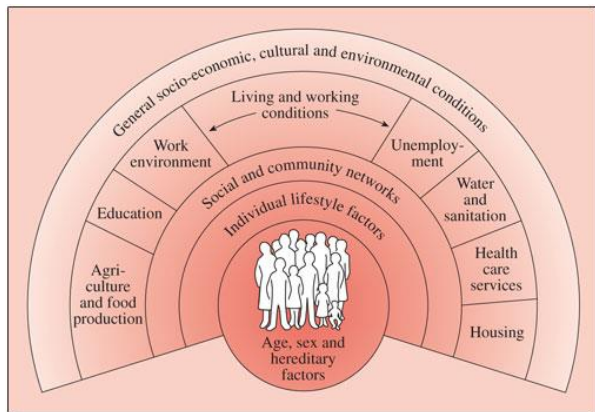 General socio-economic, cultural and environmental conditions
Living and working
conditions
Work
environment
Unemploy-
ment
Education
Water
and
sanitation
Agri-
culture
and food
production
Health
care
services
Housing
Social and community networks
Individual lifestyle factors
Age, sex and
hereditary
factors